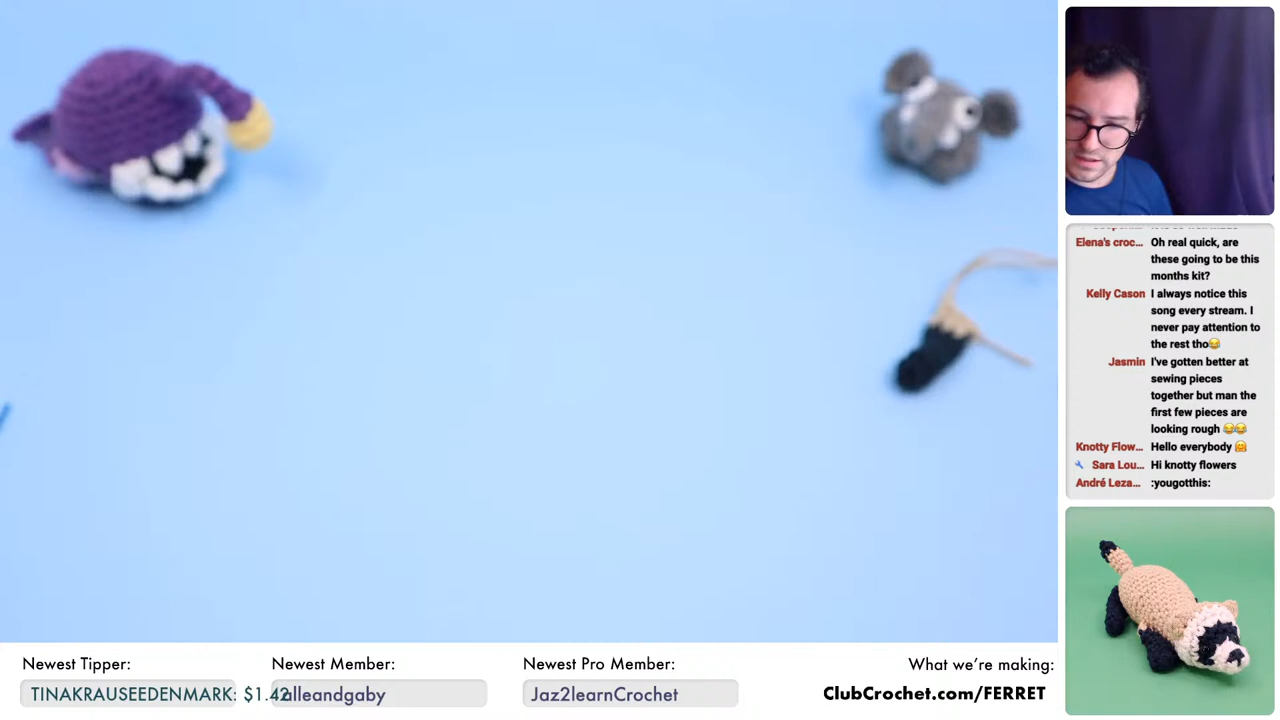 Elena's croc... Oh real quick, are
these going to be this
months kit?
Kelly Cason I always notice this
song every stream. I
never pay attention to
the rest tho😂
Jasmin I've gotten better at
sewing pieces
together but man the
first few pieces are
looking rough 😂😂
Knotty Flow... Hello everybody 🤗
Sara Lou... Hi knotty flowers
André Leza... :yougotthis:
Newest Tipper: Newest Member: Newest Pro Member: What we're making:
TINAKRAUSEEDENMARK: $1.42 alleandgaby Jaz2learnCrochet ClubCrochet.com/FERRET